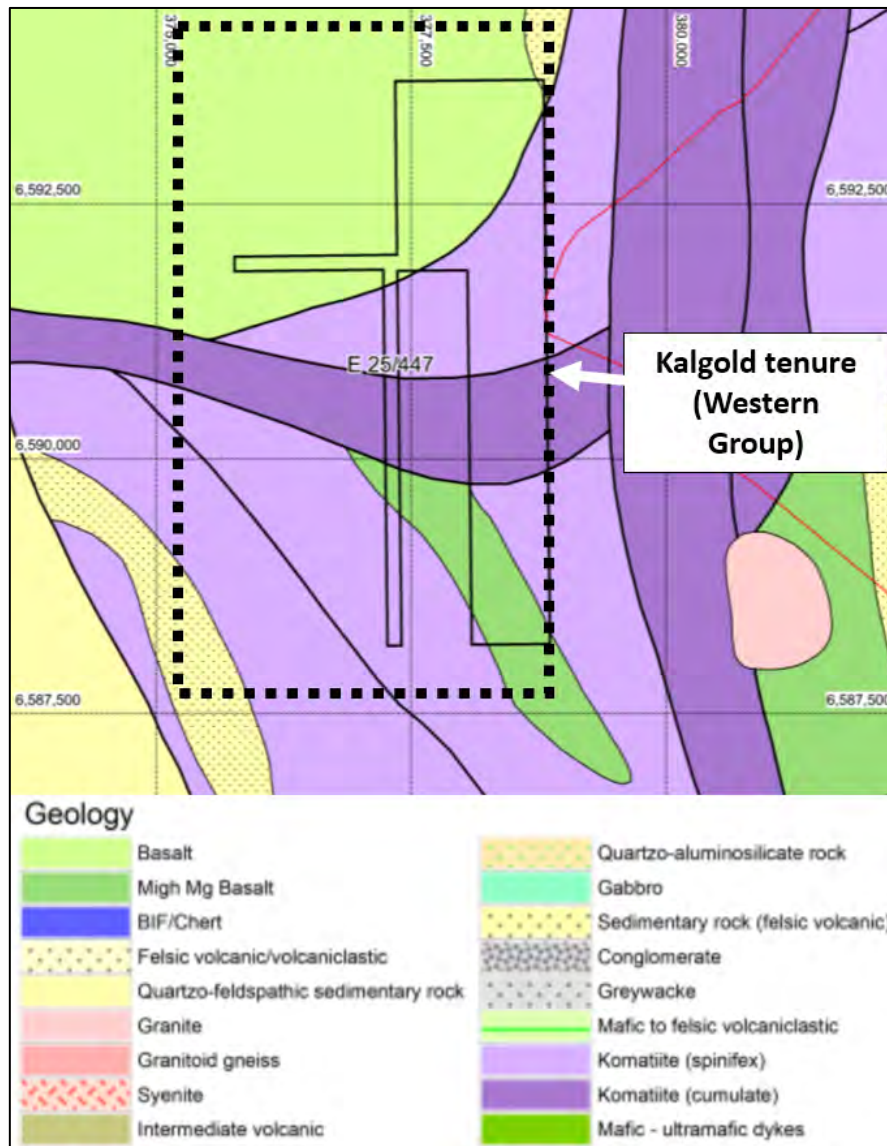 375,000
377,500
380,000
6,592,500
6,592,500
E 25/447
Kalgold tenure
(Western
Group)
6,590,000
6,587,500
6,587,500
Geology
Basalt
Migh Mg Basalt
BIF/Chert
Felsic volcanic/volcaniclastic
Quartzo-feldspathic sedimentary rock
Granite
Granitoid gneiss
Syenite
Intermediate volcanic
Quartzo-aluminosilicate rock
Gabbro
Sedimentary rock (felsic volcanic)
Conglomerate
Greywacke
Mafic to felsic volcaniclastic
Komatiite (spinifex)
Komatiite (cumulate)
Mafic - ultramafic dykes